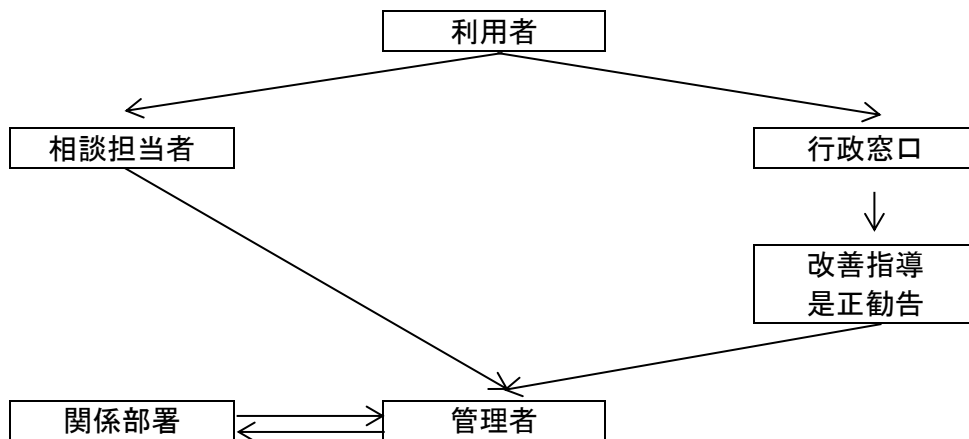 利用者
相談担当者
行政窓口
改善指導
是正勧告
関係部署
管理者